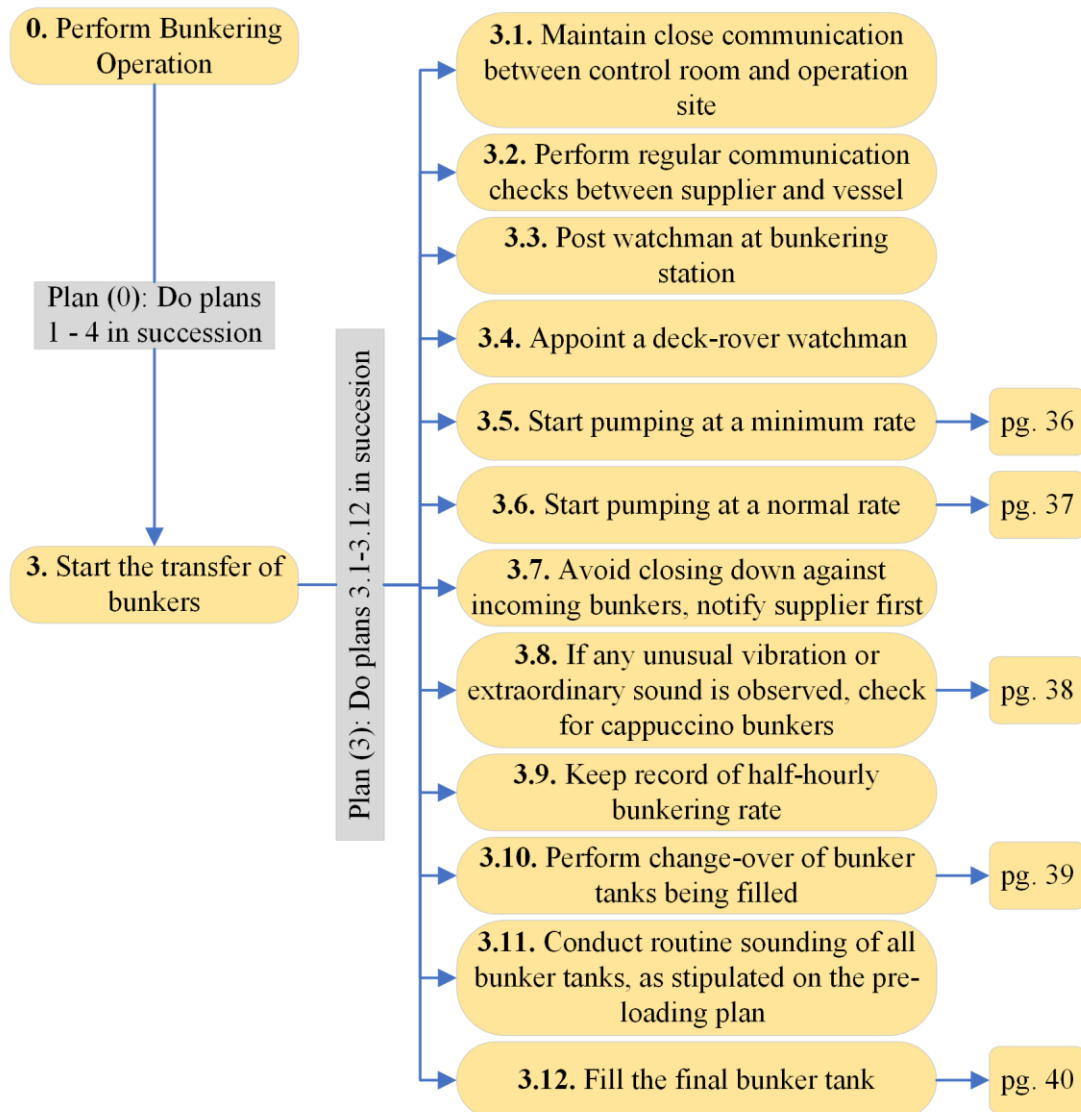 0. Perform Bunkering
Operation
Plan (0): Do plans
1 - 4 in succession
3. Start the transfer of
bunkers
Plan (3): Do plans 3.1-3.12 in succesion
3.1. Maintain close communication
between control room and operation
site
3.2. Perform regular communication
checks between supplier and vessel
3.3. Post watchman at bunkering
station
3.4. Appoint a deck-rover watchman
3.5. Start pumping at a minimum rate
pg. 36
3.6. Start pumping at a normal rate
pg. 37
3.7. Avoid closing down against
incoming bunkers, notify supplier first
3.8. If any unusual vibration or
extraordinary sound is observed, check
for cappuccino bunkers
pg. 38
3.9. Keep record of half-hourly
bunkering rate
3.10. Perform change-over of bunker
tanks being filled
pg. 39
3.11. Conduct routine sounding of all
bunker tanks, as stipulated on the pre-
loading plan
3.12. Fill the final bunker tank
pg. 40